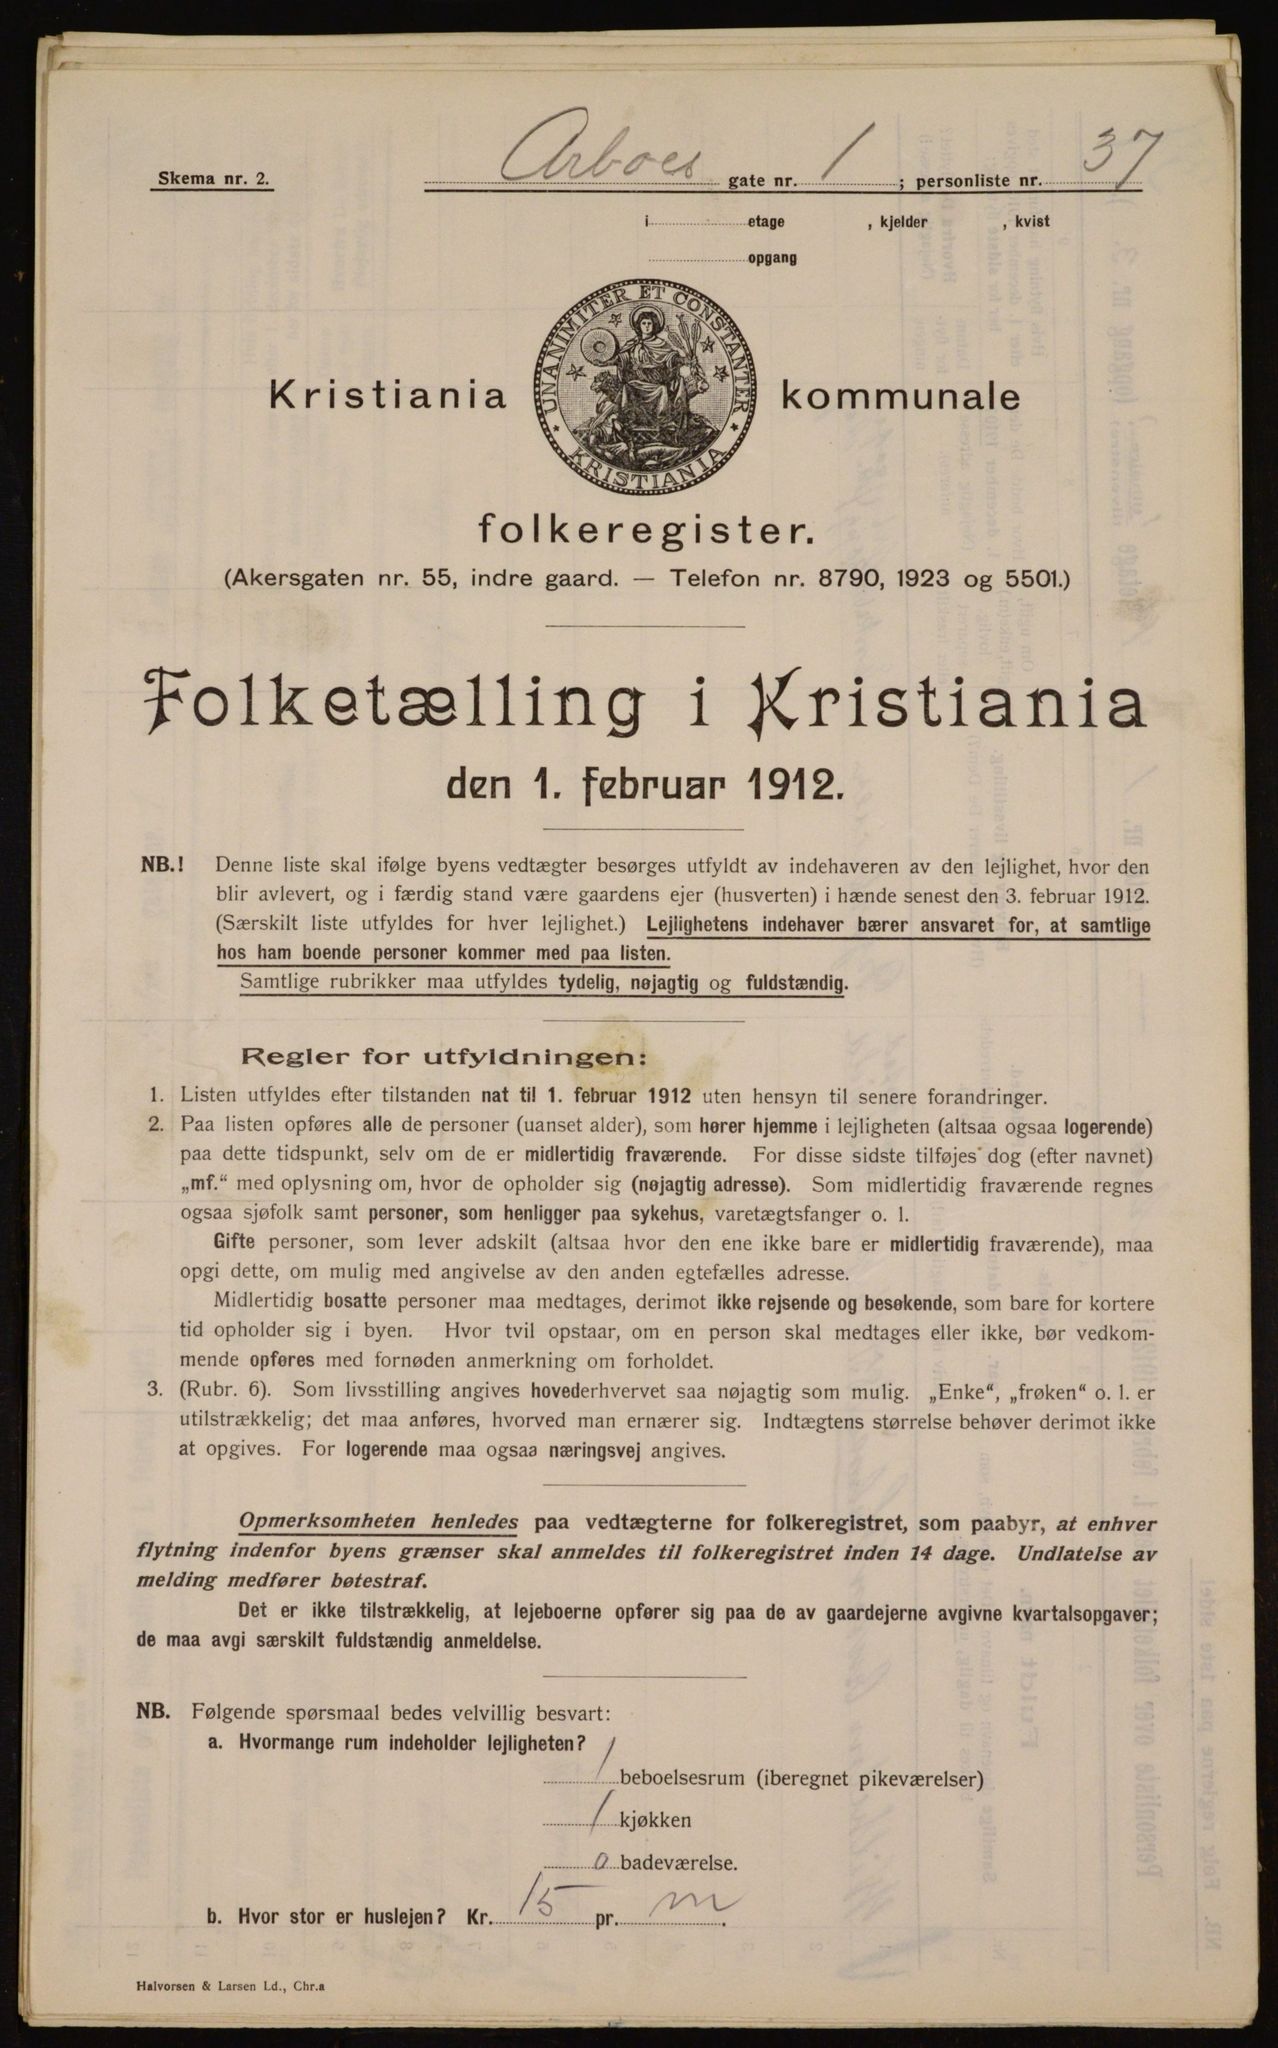 Skema nr. 2.
Arboes gate nr. 1; personliste nr. 37
i etage , kjelder , kvist
opgang
UNANIMITER ET CONSTANTER
KRISTIANIA
Kristiania kommunale
folkeregister.
(Akersgaten nr. 55, indre gaard. — Telefon nr. 8790, 1923 og 5501.)
Folketælling i Kristiania
den 1. februar 1912.
NB.! Denne liste skal ifølge byens vedtægter besørges utfyldt av indehaveren av den lejlighet, hvor den
blir avlevert, og i færdig stand være gaardens ejer (husverten) i hænde senest den 3. februar 1912.
(Særskilt liste utfyldes for hver lejlighet.) Lejlighetens indehaver bærer ansvaret for, at samtlige
hos ham boende personer kommer med paa listen.
Samtlige rubrikker maa utfyldes tydelig, nøjagtig og fuldstændig.
Regler for utfyldningen:
1. Listen utfyldes efter tilstanden nat til 1. februar 1912 uten hensyn til senere forandringer.
2. Paa listen opføres alle de personer (uanset alder), som hører hjemme i lejligheten (altsaa ogsaa logerende)
paa dette tidspunkt, selv om de er midlertidig fraværende. For disse sidste tilføjes dog (efter navnet)
„mf.“ med oplysning om, hvor de opholder sig (nøjagtig adresse). Som midlertidig fraværende regnes
ogsaa sjøfolk samt personer, som henligger paa sykehus, varetægtsfanger o. l.
Gifte personer, som lever adskilt (altsaa hvor den ene ikke bare er midlertidig fraværende), maa
opgi dette, om mulig med angivelse av den anden egtefælles adresse.
Midlertidig bosatte personer maa medtages, derimot ikke rejsende og besøkende, som bare for kortere
tid opholder sig i byen. Hvor tvil opstaar, om en person skal medtages eller ikke, bør vedkom-
mende opføres med fornøden anmerkning om forholdet.
3. (Rubr. 6). Som livsstilling angives hovederhvervet saa nøjagtig som mulig. „Enke“, „frøken“ o. l. er
utilstrækkelig; det maa anføres, hvorved man ernærer sig. Indtægtens størrelse behøver derimot ikke
at opgives. For logerende maa ogsaa næringsvej angives.
Opmerksomheten henledes paa vedtægterne for folkeregistret, som paabyr, at enhver
flytning indenfor byens grænser skal anmeldes til folkeregistret inden 14 dage. Undlatelse av
melding medfører bøtestraf.
Det er ikke tilstrækkelig, at lejeboerne opfører sig paa de av gaardejerne avgivne kvartalsopgaver;
de maa avgi særskilt fuldstændig anmeldelse.
NB. Følgende spørsmaal bedes velvillig besvart:
a. Hvormange rum indeholder lejligheten?
1 beboelsesrum (iberegnet pikeværelser)
1 kjøkken
0 badeværelse.
b. Hvor stor er huslejen? Kr. 15 pr. m.
Halvorsen & Larsen Ld., Chr.a